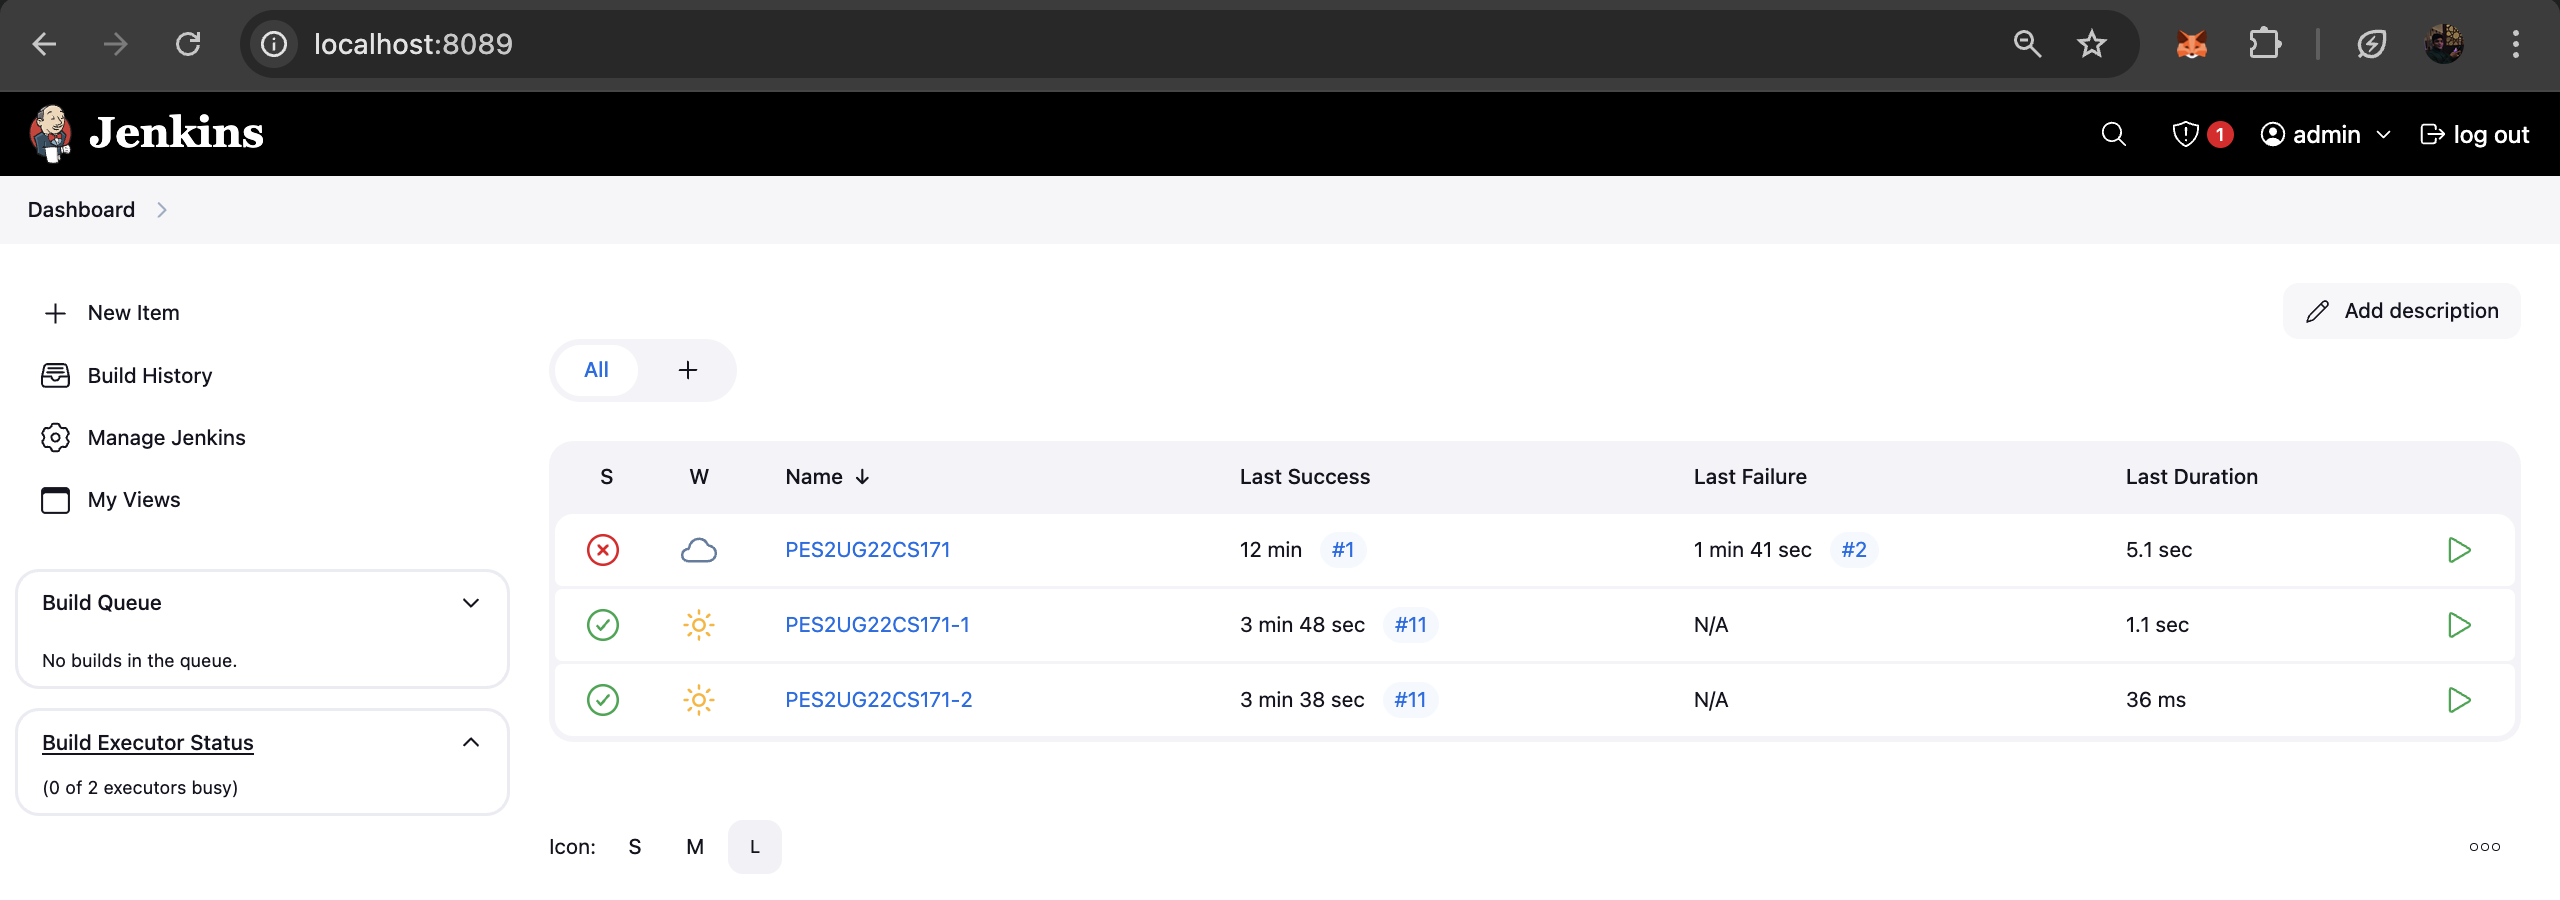 localhost:8089
Jenkins
1 admin log out
Dashboard
New Item
Build History
Manage Jenkins
My Views
Build Queue
No builds in the queue.
Build Executor Status
(0 of 2 executors busy)
Add description
All +
S W Name ↓ Last Success Last Failure Last Duration
PES2UG22CS171 12 min #1 1 min 41 sec #2 5.1 sec
PES2UG22CS171-1 3 min 48 sec #11 N/A 1.1 sec
PES2UG22CS171-2 3 min 38 sec #11 N/A 36 ms
Icon: S M L